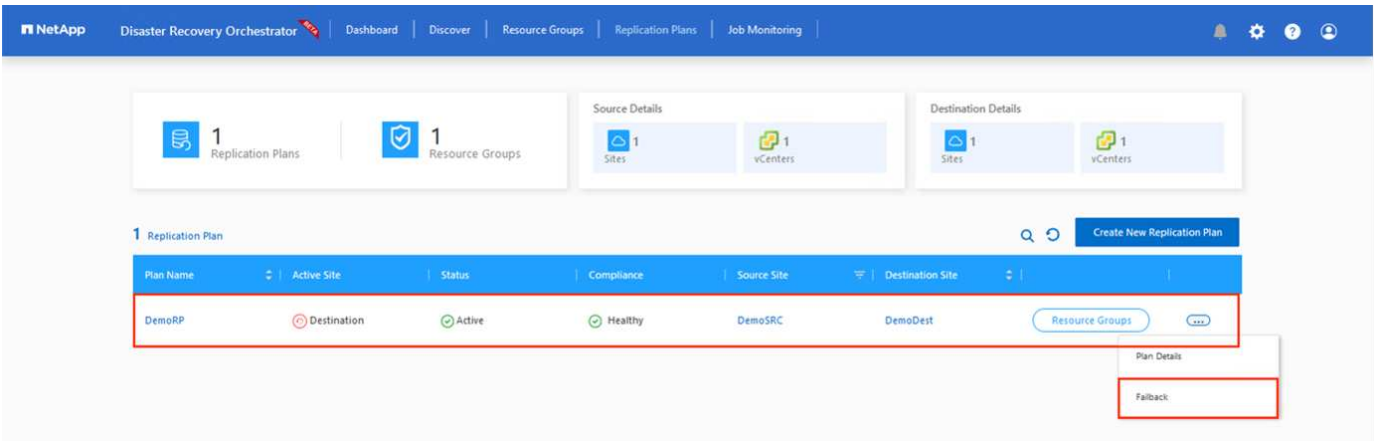 NetApp Disaster Recovery Orchestrator BETA Dashboard Discover Resource Groups Replication Plans Job Monitoring
1 Replication Plans
1 Resource Groups
Source Details
1 Sites
1 vCenters
Destination Details
1 Sites
1 vCenters
1 Replication Plan
Create New Replication Plan
Plan Name Active Site Status Compliance Source Site Destination Site
DemoRP Destination Active Healthy DemoSRC DemoDest Resource Groups ...
Plan Details
Failback